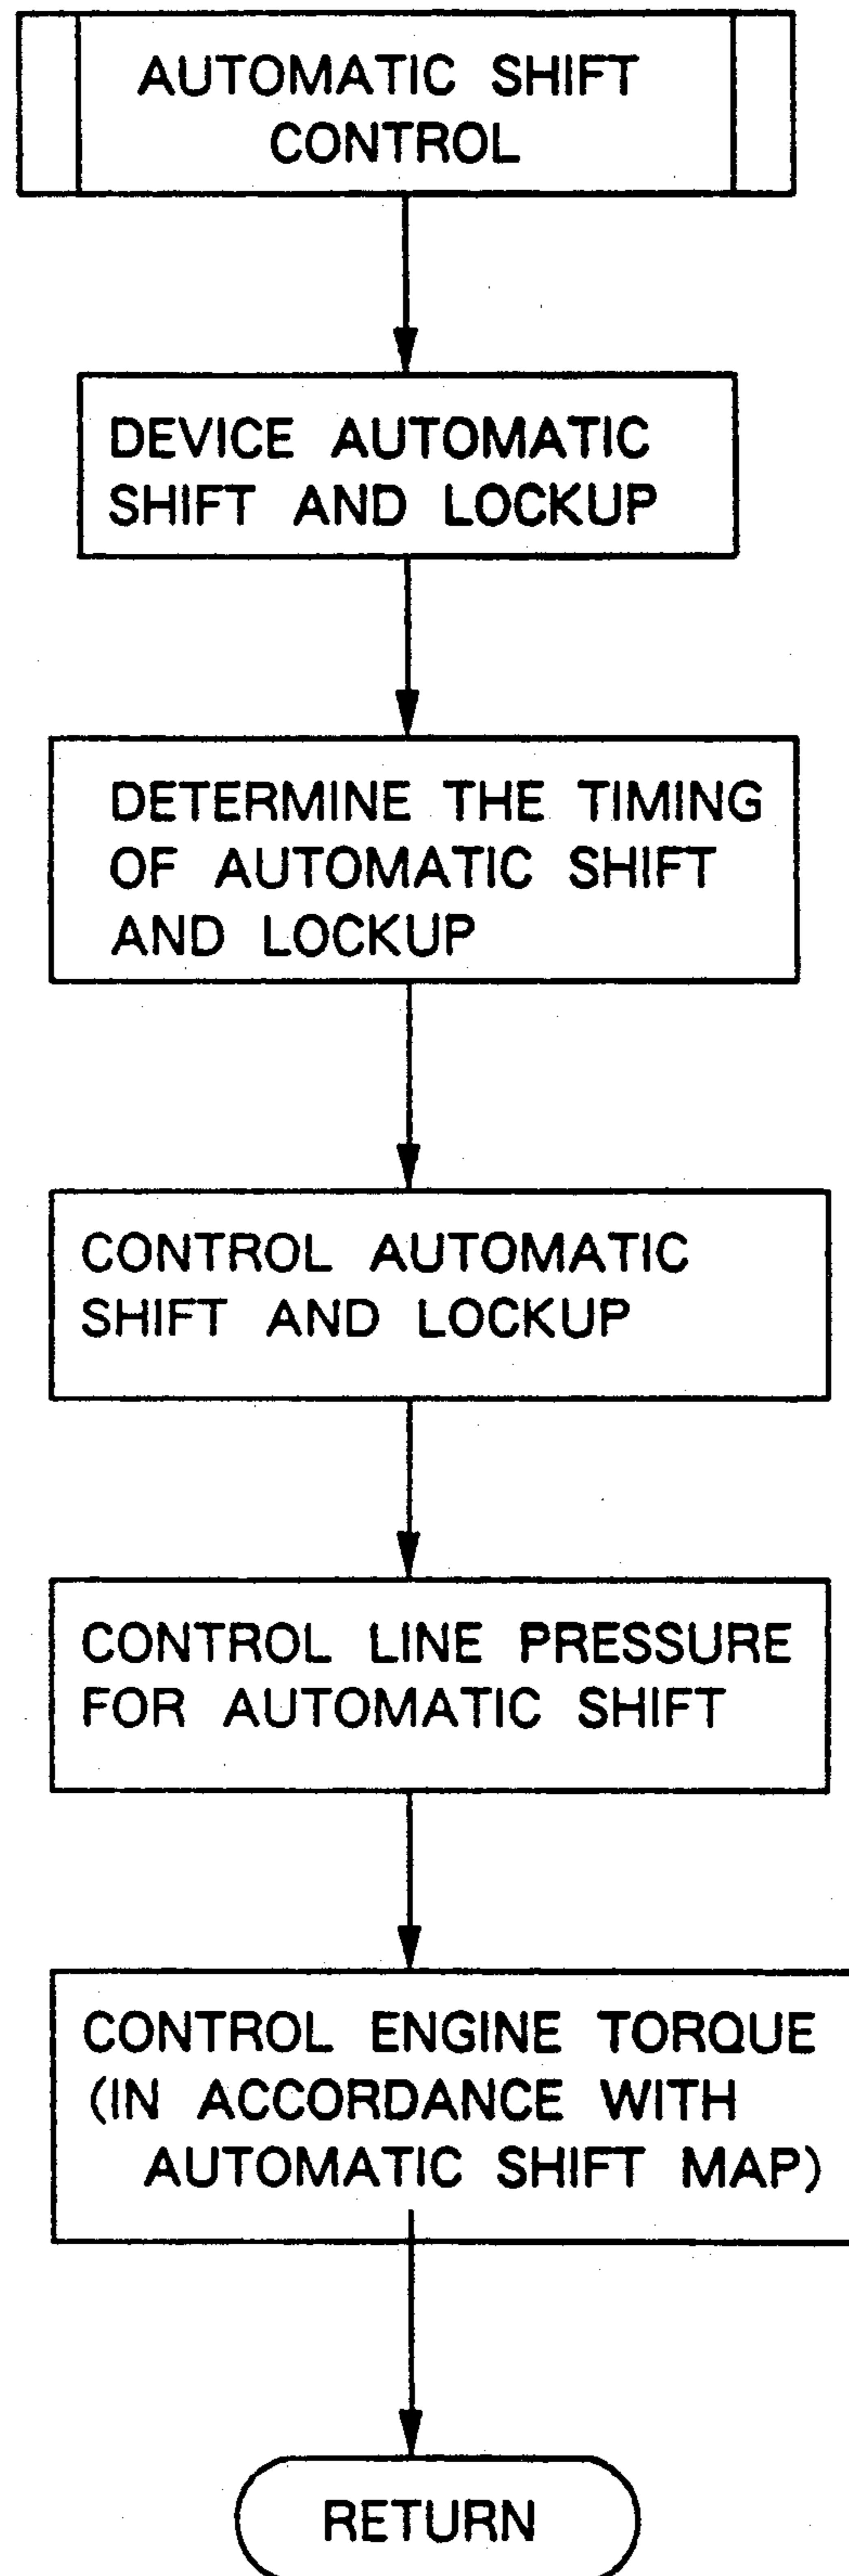 AUTOMATIC SHIFT
CONTROL
DEVICE AUTOMATIC
SHIFT AND LOCKUP
DETERMINE THE TIMING
OF AUTOMATIC SHIFT
AND LOCKUP
CONTROL AUTOMATIC
SHIFT AND LOCKUP
CONTROL LINE PRESSURE
FOR AUTOMATIC SHIFT
CONTROL ENGINE TORQUE
(IN ACCORDANCE WITH
AUTOMATIC SHIFT MAP)
RETURN